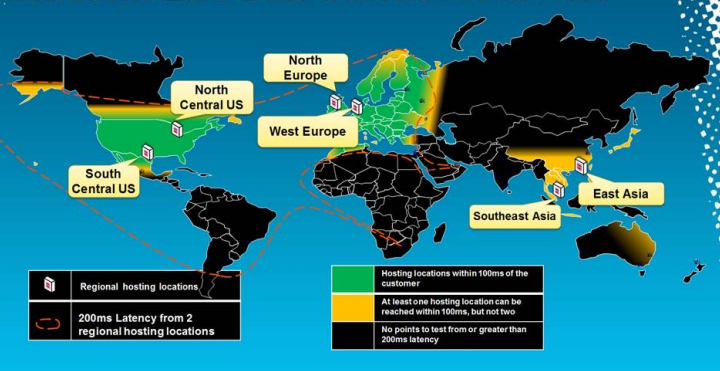 North
Europe
North
Central US
West Europe
South
Central US
East Asia
Southeast Asia
Regional hosting locations
200ms Latency from 2
regional hosting locations
Hosting locations within 100ms of the
customer
At least one hosting location can be
reached within 100ms, but not two
No points to test from or greater than
200ms latency